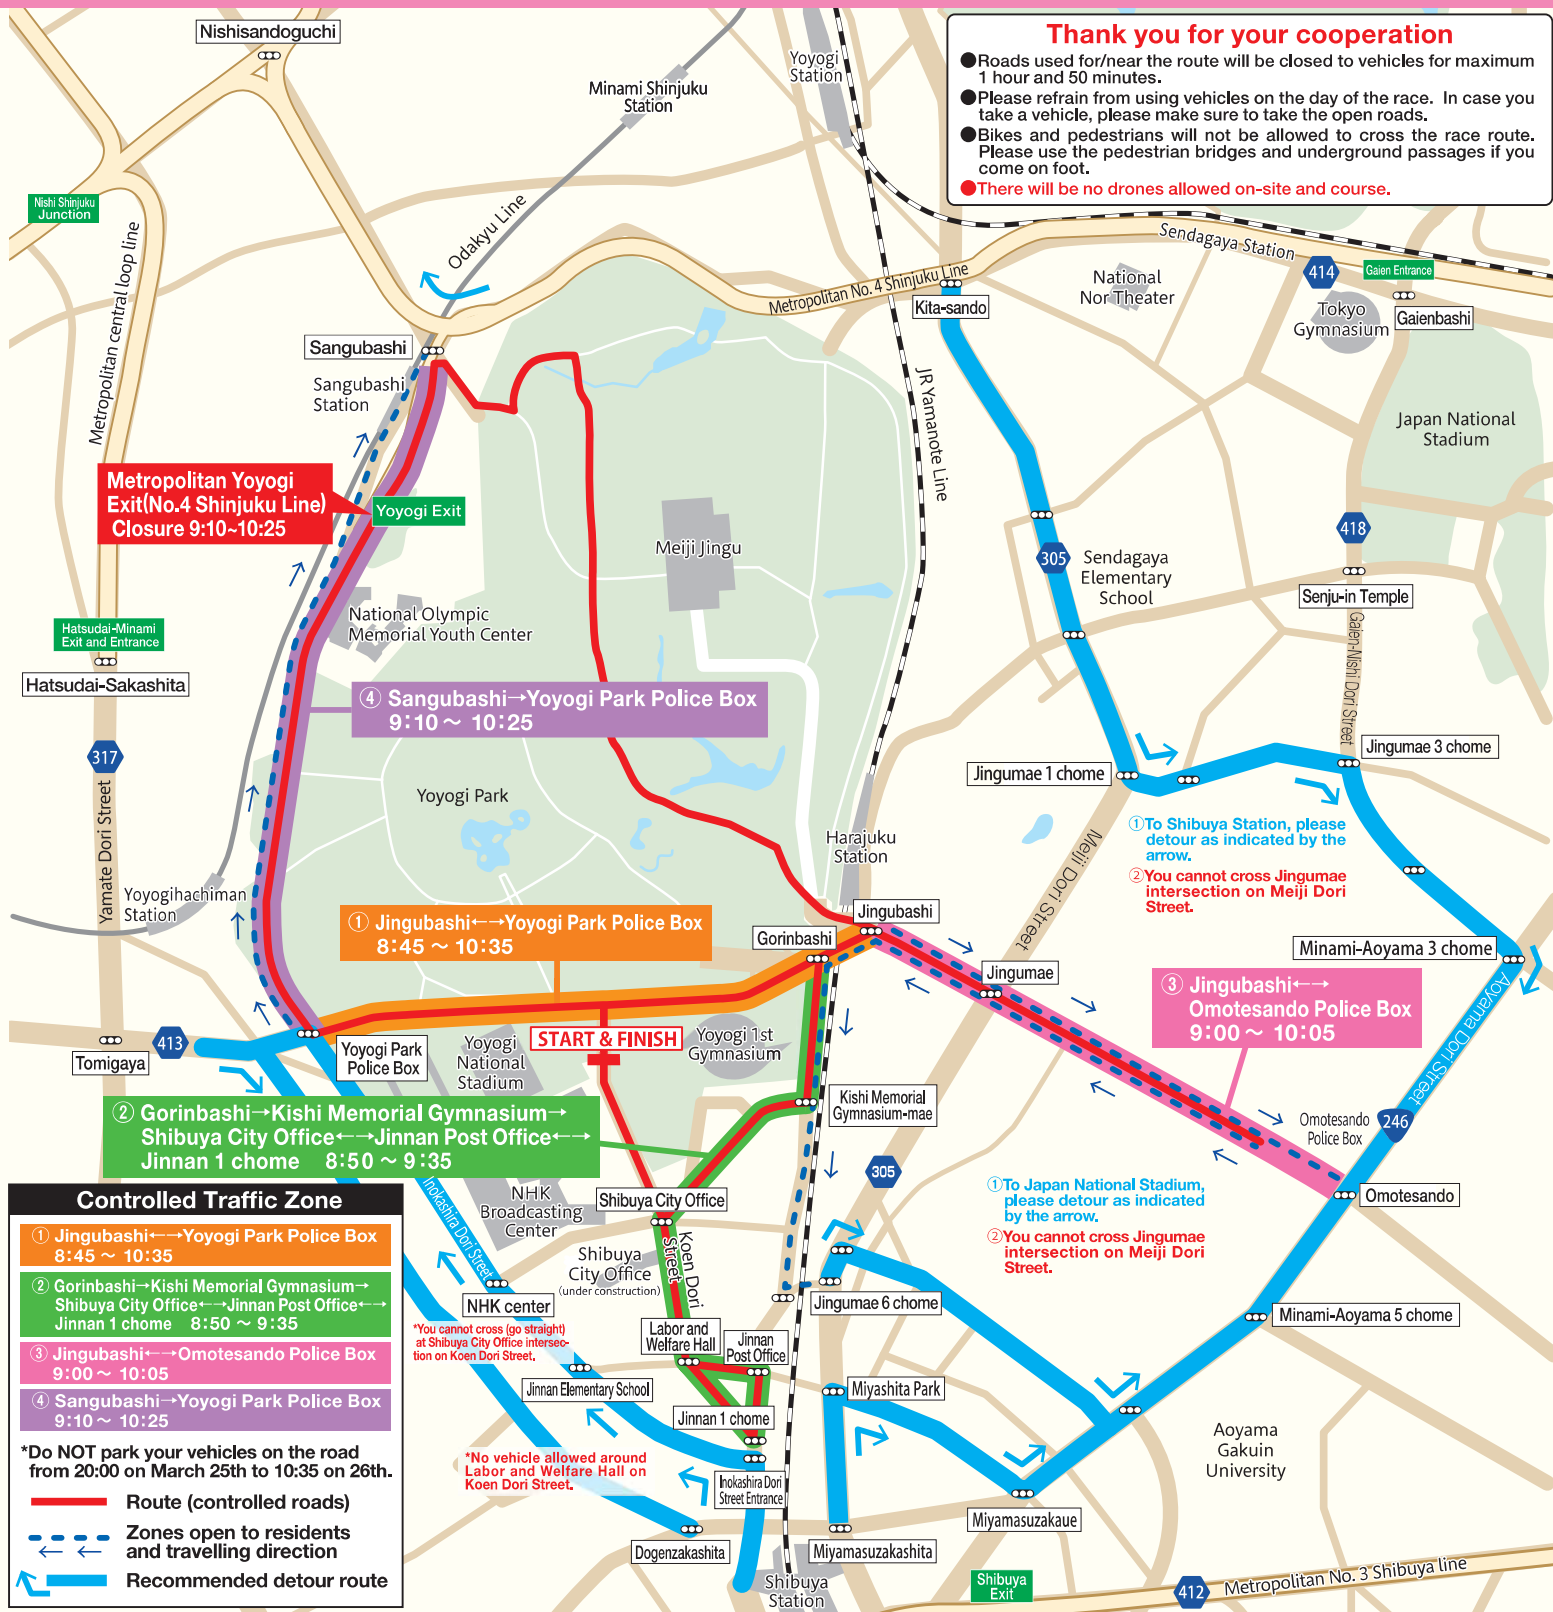 Thank you for your cooperation
●Roads used for/near the route will be closed to vehicles for maximum
1 hour and 50 minutes.
●Please refrain from using vehicles on the day of the race. In case you
take a vehicle, please make sure to take the open roads.
●Bikes and pedestrians will not be allowed to cross the race route.
Please use the pedestrian bridges and underground passages if you
come on foot.
●There will be no drones allowed on-site and course.
Nishisandoguchi
Yoyogi
Station
Minami Shinjuku
Station
Nishi Shinjuku
Junction
Metropolitan central loop line
Odakyu Line
Metropolitan No. 4 Shinjuku Line
Sendagaya Station
414
Gaien Entrance
National
Nor Theater
Tokyo
Gymnasium
Gaienbashi
Kita-sando
Sangubashi
Sangubashi
Station
JR Yamanote Line
Japan National
Stadium
Metropolitan Yoyogi
Exit(No.4 Shinjuku Line)
Closure 9:10~10:25
Yoyogi Exit
Meiji Jingu
305
Sendagaya
Elementary
School
418
Senju-in Temple
Gaien-Nishi Dori Street
National Olympic
Memorial Youth Center
Hatsudai-Minami
Exit and Entrance
Hatsudai-Sakashita
④ Sangubashi→Yoyogi Park Police Box
9:10 ～ 10:25
317
Yamate Dori Street
Jingumae 3 chome
Jingumae 1 chome
Yoyogi Park
Harajuku
Station
Meiji Dori Street
①To Shibuya Station, please
detour as indicated by the
arrow.
②You cannot cross Jingumae
intersection on Meiji Dori
Street.
Yoyogihachiman
Station
① Jingubashi←→Yoyogi Park Police Box
8:45 ～ 10:35
Jingubashi
Gorinbashi
Minami-Aoyama 3 chome
Jingumae
③ Jingubashi←→
Omotesando Police Box
9:00 ～ 10:05
Aoyama Dori Street
Tomigaya
413
Yoyogi Park
Police Box
Yoyogi
National
Stadium
START & FINISH
Yoyogi 1st
Gymnasium
Kishi Memorial
Gymnasium-mae
Omotesando
Police Box
246
② Gorinbashi→Kishi Memorial Gymnasium→
Shibuya City Office←→Jinnan Post Office←→
Jinnan 1 chome 8:50 ～ 9:35
305
Inokashira Dori Street
NHK
Broadcasting
Center
Shibuya City Office
Omotesando
①To Japan National Stadium,
please detour as indicated
by the arrow.
②You cannot cross Jingumae
intersection on Meiji Dori
Street.
Koen Dori
Street
Shibuya
City Office
(under construction)
NHK center
Jingumae 6 chome
Minami-Aoyama 5 chome
*You cannot cross (go straight)
at Shibuya City Office intersec-
tion on Koen Dori Street.
Labor and
Welfare Hall
Jinnan
Post Office
Jinnan Elementary School
Miyashita Park
Jinnan 1 chome
*No vehicle allowed around
Labor and Welfare Hall on
Koen Dori Street.
Inokashira Dori
Street Entrance
Aoyama
Gakuin
University
Miyamasuzakaue
Dogenzakashita
Miyamasuzakashita
Shibuya
Station
Shibuya
Exit
412
Metropolitan No. 3 Shibuya line
Controlled Traffic Zone
① Jingubashi←→Yoyogi Park Police Box
8:45 ～ 10:35
② Gorinbashi→Kishi Memorial Gymnasium→
Shibuya City Office←→Jinnan Post Office←→
Jinnan 1 chome 8:50 ～ 9:35
③ Jingubashi←→Omotesando Police Box
9:00 ～ 10:05
④ Sangubashi→Yoyogi Park Police Box
9:10 ～ 10:25
*Do NOT park your vehicles on the road
from 20:00 on March 25th to 10:35 on 26th.
Route (controlled roads)
Zones open to residents
and travelling direction
Recommended detour route